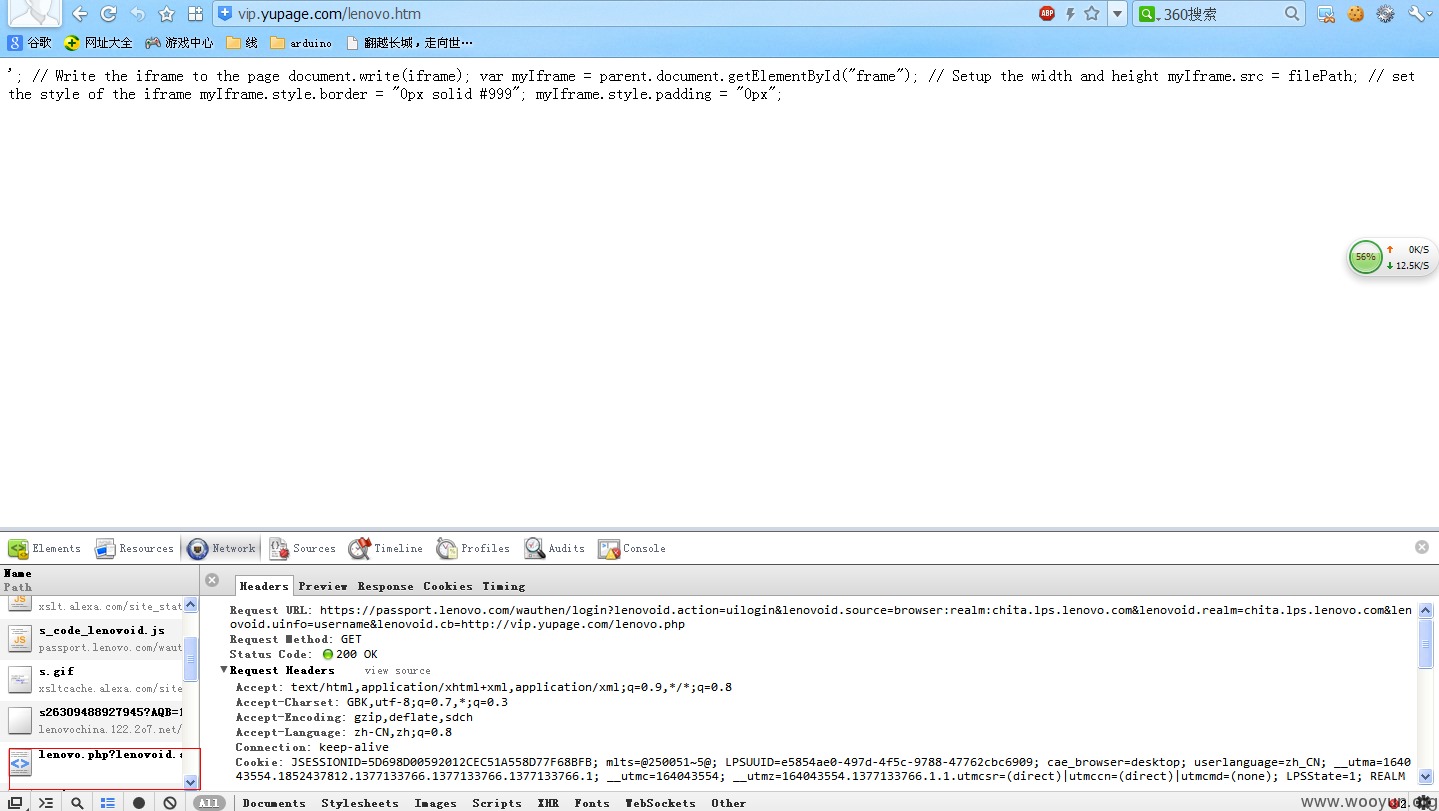 vip.yupage.com/lenovo.htm
ABP
360搜索
谷歌 网址大全 游戏中心 线 arduino 翻越长城，走向世…
'; // Write the iframe to the page document.write(iframe); var myIframe = parent.document.getElementById("frame"); // Setup the width and height myIframe.src = filePath; // set
the style of the iframe myIframe.style.border = "0px solid #999"; myIframe.style.padding = "0px";
56%
0K/S
12.5K/S
Elements Resources Network Sources Timeline Profiles Audits Console
Name
Path
Headers Preview Response Cookies Timing
JS
xslt.alexa.com/site_stat
s_code_lenovoid.js
JS
passport.lenovo.com/waut
s.gif
xsltcache.alexa.com/site
s26309488927945?AQB=1
lenovochina.122.2o7.net/
lenovo.php?lenovoid.
Request URL: https://passport.lenovo.com/wauthen/login?lenovoid.action=uilogin&lenovoid.source=browser:realm:chita.lps.lenovo.com&lenovoid.realm=chita.lps.lenovo.com&len
ovoid.uinfo=username&lenovoid.cb=http://vip.yupage.com/lenovo.php
Request Method: GET
Status Code: 200 OK
Request Headers view source
Accept: text/html,application/xhtml+xml,application/xml;q=0.9,*/*;q=0.8
Accept-Charset: GBK,utf-8;q=0.7,*;q=0.3
Accept-Encoding: gzip,deflate,sdch
Accept-Language: zh-CN,zh;q=0.8
Connection: keep-alive
Cookie: JSESSIONID=5D698D00592012CEC51A558D77F68BFB; mlts=@250051~5@; LPSUUID=e5854ae0-497d-4f5c-9788-47762cbc6909; cae_browser=desktop; userlanguage=zh_CN; __utma=1640
43554.1852437812.1377133766.1377133766.1377133766.1; __utmc=164043554; __utmz=164043554.1377133766.1.1.utmcsr=(direct)|utmccn=(direct)|utmcmd=(none); LPSState=1; REALM
All Documents Stylesheets Images Scripts XHR Fonts WebSockets Other
www.wooyun.org